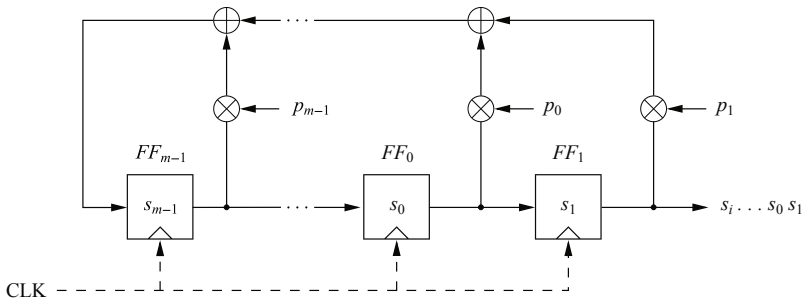 ...
p_{m-1} p_0 p_1
FF_{m-1} FF_0 FF_1
s_{m-1} ... s_0 s_1 s_i ... s_0 s_1
CLK